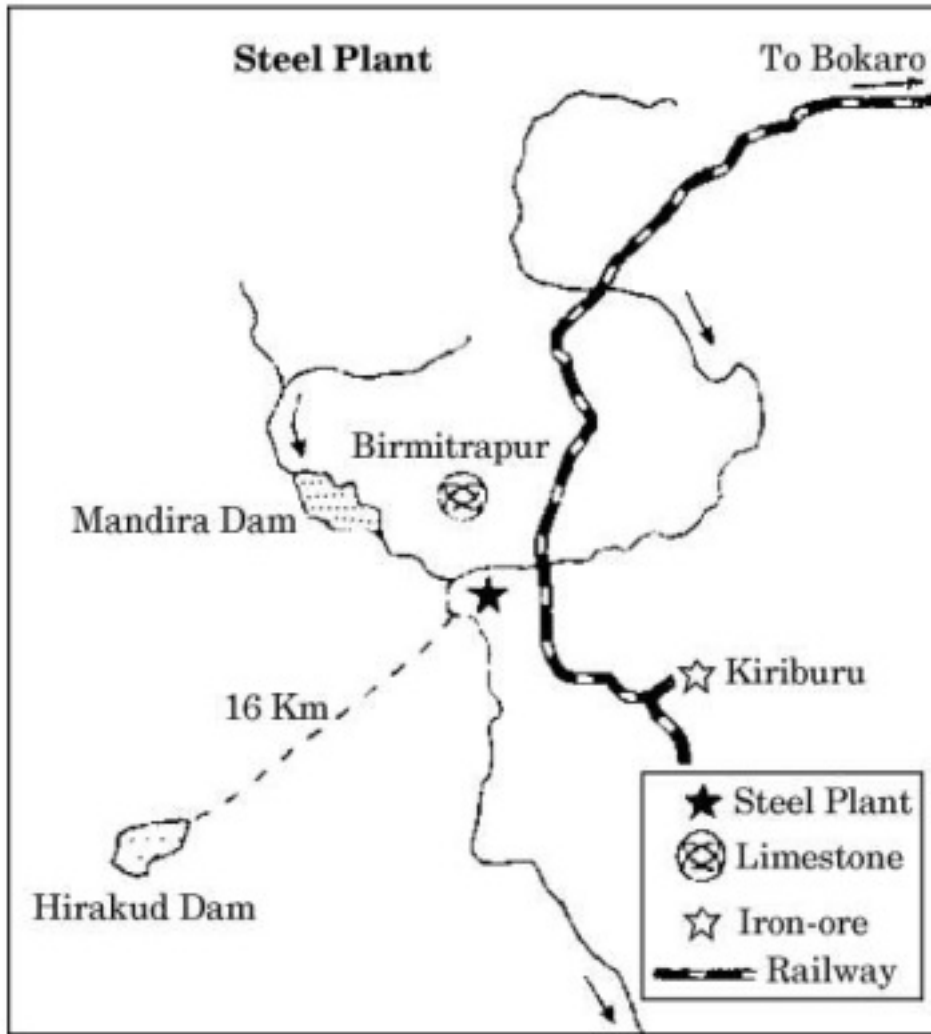 Steel Plant
To Bokaro
Birmitrapur
Mandira Dam
Kiriburu
16 Km
Hirakud Dam
Steel Plant
Limestone
Iron-ore
Railway